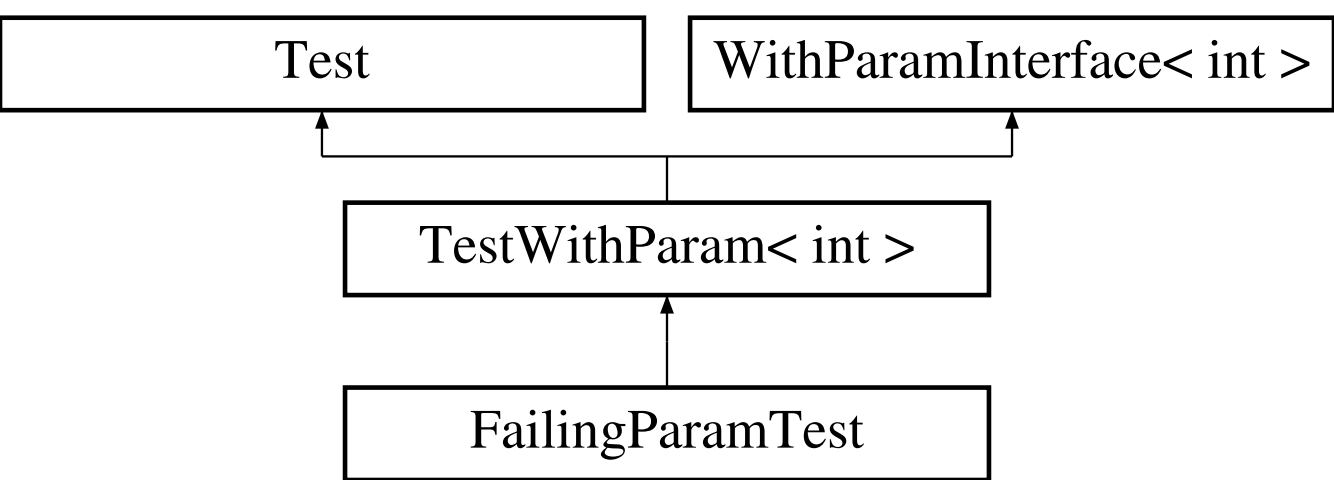 Test
WithParamInterface< int >
TestWithParam< int >
FailingParamTest